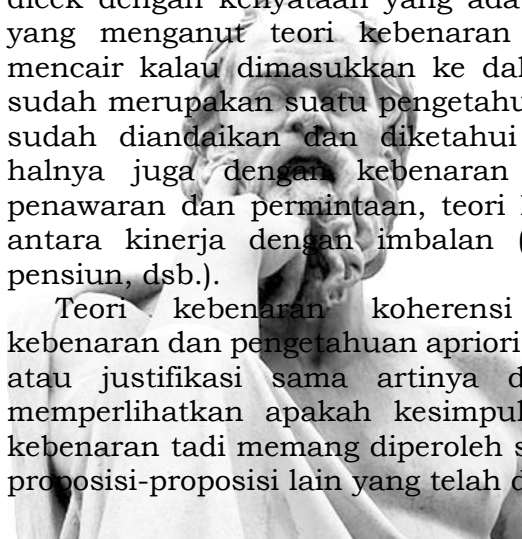 dicek dengan kenyataan yang ada
yang menganut teori kebenaran
mencair kalau dimasukkan ke dal
sudah merupakan suatu pengetahu
sudah diandaikan dan diketahui
halnya juga dengan kebenaran
penawaran dan permintaan, teori
antara kinerja dengan imbalan (
pensiun, dsb.).
Teori kebenaran koherensi
kebenaran dan pengetahuan apriori
atau justifikasi sama artinya d
memperlihatkan apakah kesimpul
kebenaran tadi memang diperoleh s
proposisi-proposisi lain yang telah d